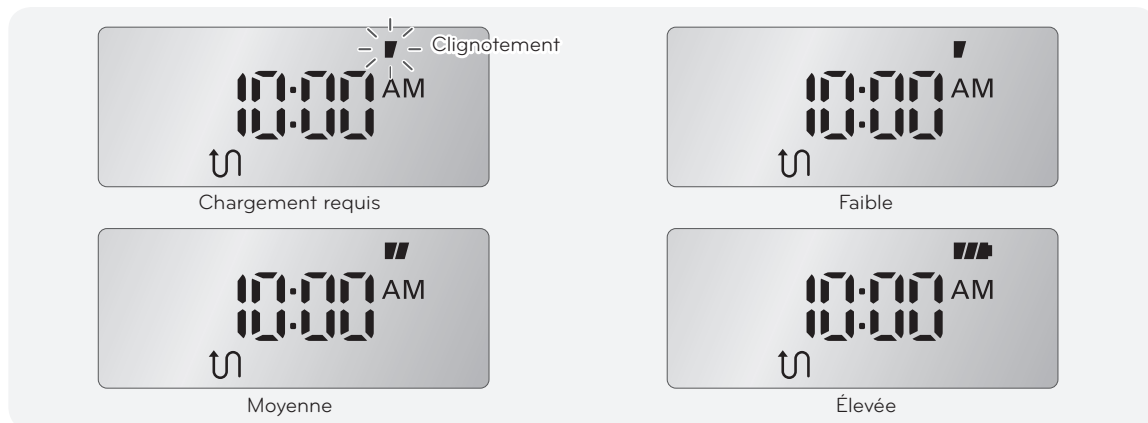 Clignotement
10:00 AM
Chargement requis
10:00 AM
Faible
10:00 AM
Moyenne
10:00 AM
Élevée